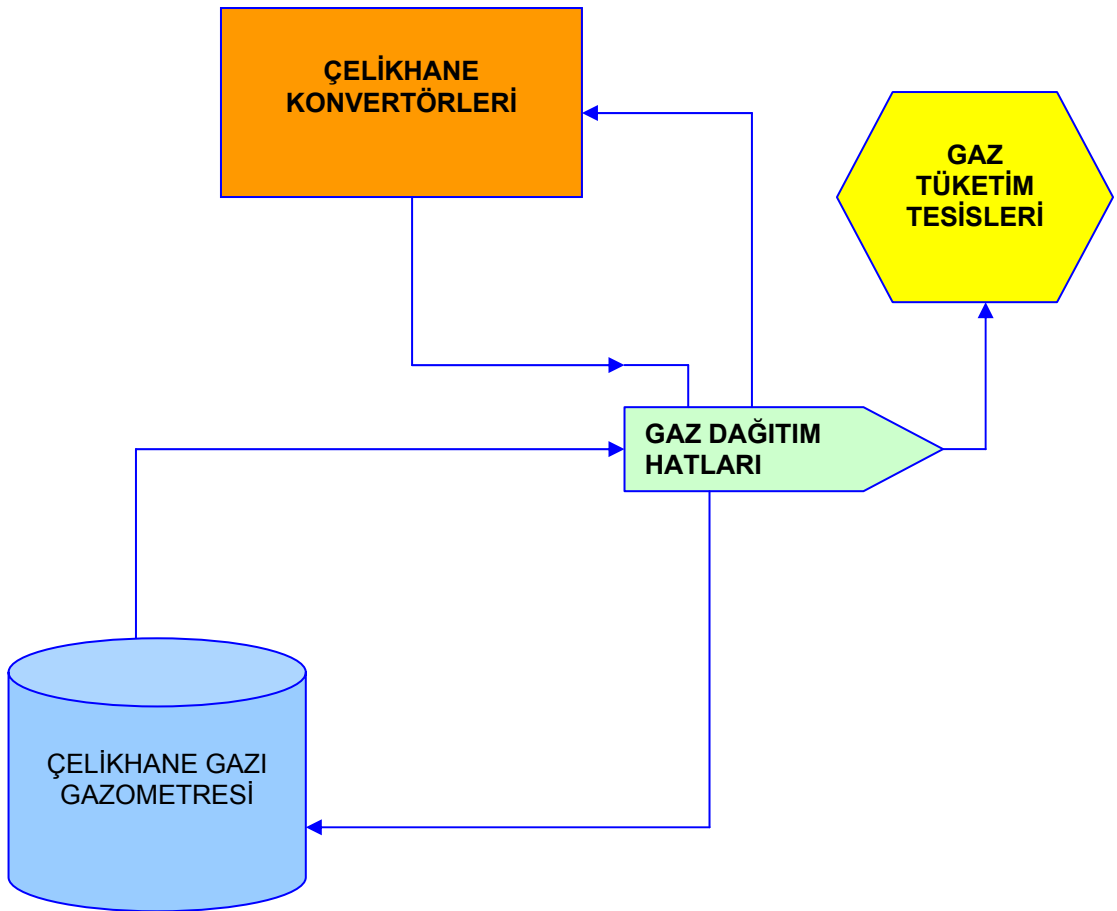 ÇELİKHANE
KONVERTÖRLERİ
GAZ
TÜKETİM
TESİSLERİ
GAZ DAĞITIM
HATLARI
ÇELİKHANE GAZI
GAZOMETRESİ